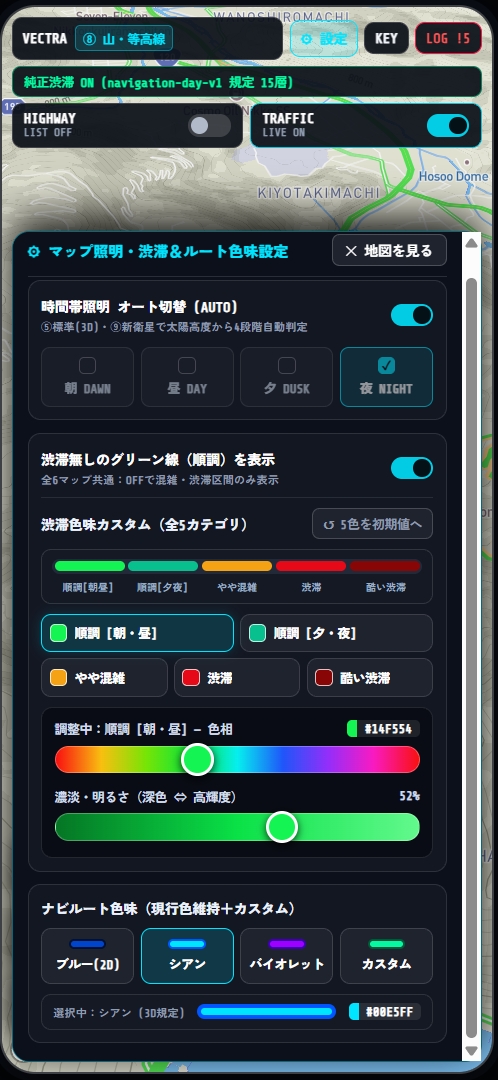 Seven-Eleven
WANOSHIROMACHI
VECTRA ⑧ 山・等高線 ⚙ 設定 KEY LOG !5
純正渋滞 ON (navigation-day-v1 規定 15層)
19
HIGHWAY
LIST OFF
TRAFFIC
LIVE ON
Hosoo Dome
KIYOTAKIMACHI
⚙ マップ照明・渋滞&ルート色味設定 ✕ 地図を見る
時間帯照明 オート切替 (AUTO)
⑤標準(3D)・⑨新衛星で太陽高度から4段階自動判定
朝 DAWN 昼 DAY 夕 DUSK 夜 NIGHT
渋滞無しのグリーン線（順調）を表示
全6マップ共通：OFFで混雑・渋滞区間のみ表示
渋滞色味カスタム（全5カテゴリ） ↺ 5色を初期値へ
順調[朝昼] 順調[夕夜] やや混雑 渋滞 酷い渋滞
順調 [朝・昼] 順調 [夕・夜]
やや混雑 渋滞 酷い渋滞
調整中：順調 [朝・昼] — 色相 #14F554
濃淡・明るさ（深色 ⇔ 高輝度） 52%
ナビルート色味（現行色維持＋カスタム）
ブルー(2D) シアン バイオレット カスタム
選択中：シアン (3D規定) #00E5FF